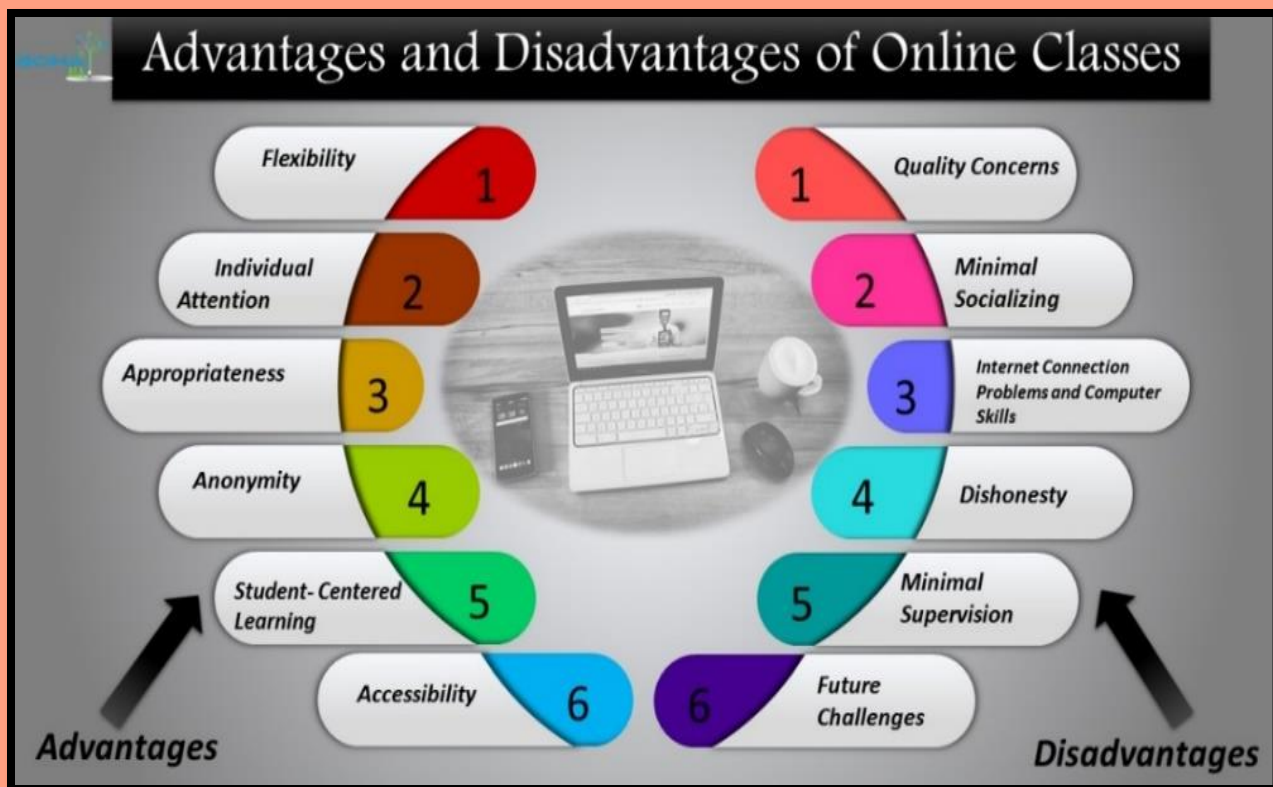 Advantages and Disadvantages of Online Classes
Flexibility
1
Individual
Attention
2
Appropriateness
3
Anonymity
4
Student- Centered
Learning
5
Accessibility
6
Advantages
1
Quality Concerns
2
Minimal
Socializing
3
Internet Connection
Problems and Computer
Skills
4
Dishonesty
5
Minimal
Supervision
6
Future
Challenges
Disadvantages